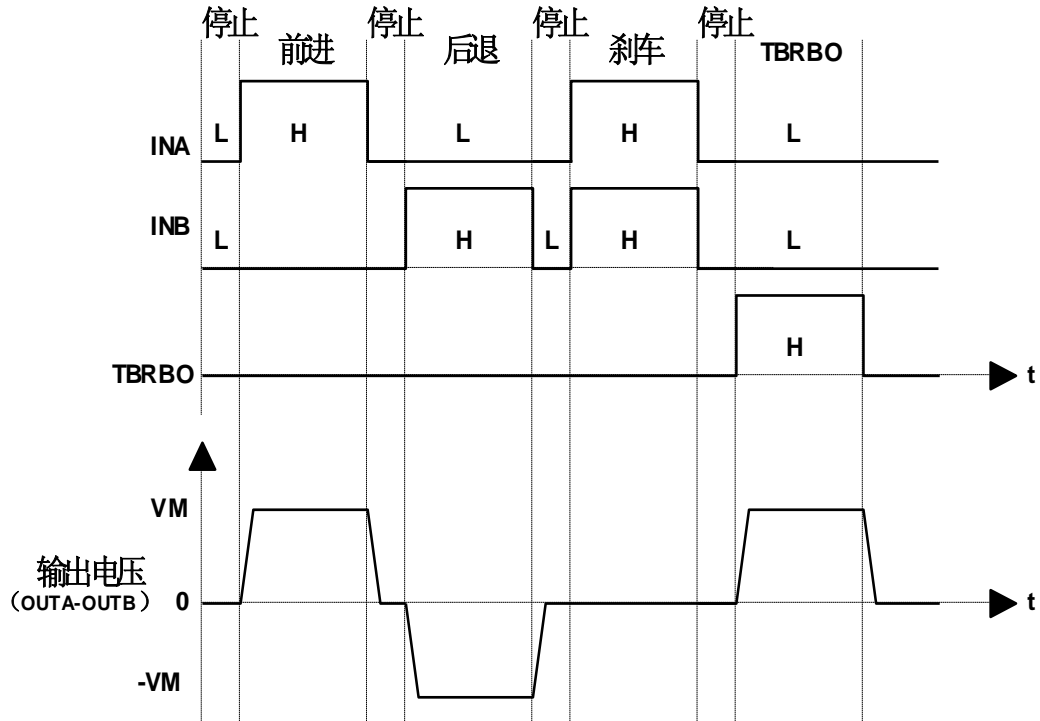 停止 停止 停止 停止
前进 后退 刹车 TBRBO
INA L H L H L
INB L H L H L
TBRBO H t
VM
输出电压
(OUTA-OUTB) 0 t
-VM